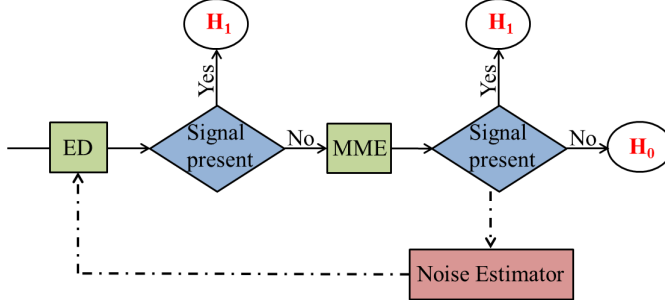 H1
H1
Yes
Yes
ED
Signal
present
No
MME
Signal
present
No
H0
Noise Estimator